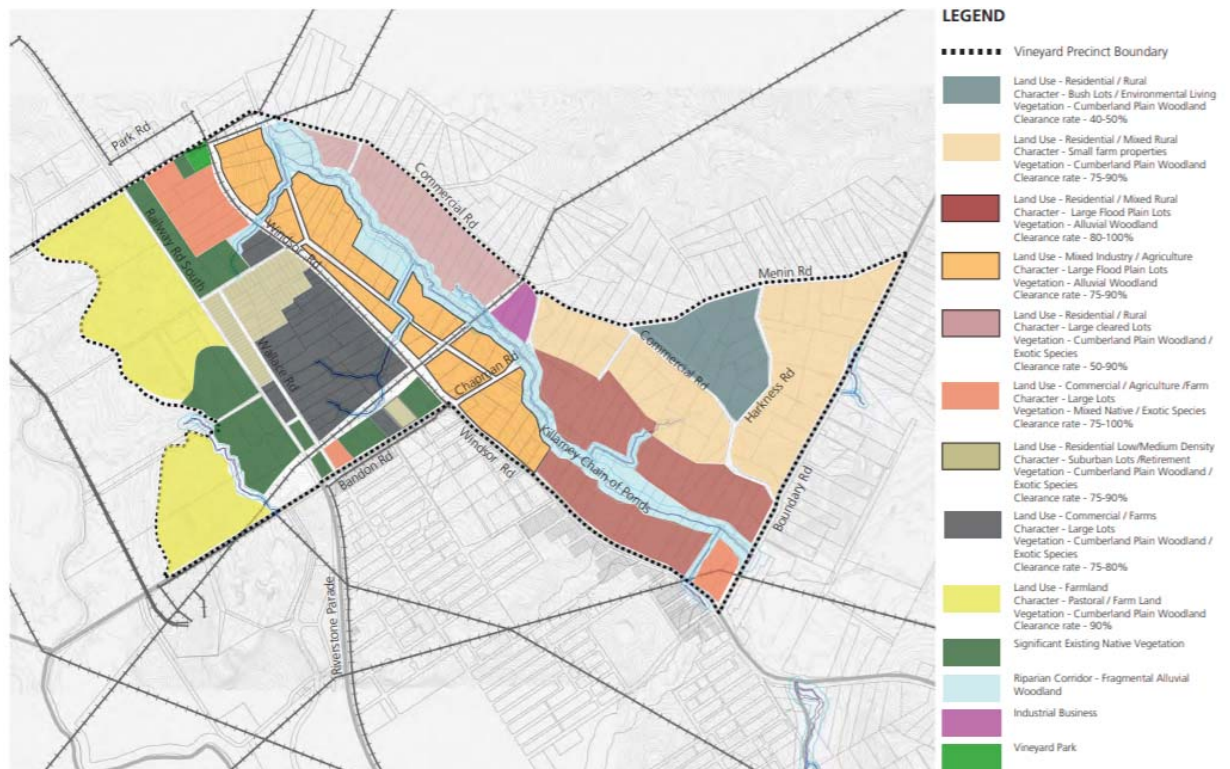 LEGEND
Vineyard Precinct Boundary
Land Use - Residential / Rural
Character - Bush Lots / Environmental Living
Vegetation - Cumberland Plain Woodland
Clearance rate - 40-50%
Land Use - Residential / Mixed Rural
Character - Small farm properties
Vegetation - Cumberland Plain Woodland
Clearance rate - 75-90%
Land Use - Residential / Mixed Rural
Character - Large Flood Plain Lots
Vegetation - Alluvial Woodland
Clearance rate - 80-100%
Land Use - Mixed Industry / Agriculture
Character - Large Flood Plain Lots
Vegetation - Alluvial Woodland
Clearance rate - 75-90%
Land Use - Residential / Rural
Character - Large cleared Lots
Vegetation - Cumberland Plain Woodland /
Exotic Species
Clearance rate - 50-90%
Land Use - Commercial / Agriculture /Farm
Character - Large Lots
Vegetation - Mixed Native / Exotic Species
Clearance rate - 75-100%
Land Use - Residential Low/Medium Density
Character - Suburban Lots /Retirement
Vegetation - Cumberland Plain Woodland /
Exotic Species
Clearance rate - 75-90%
Land Use - Commercial / Farms
Character - Large Lots
Vegetation - Cumberland Plain Woodland /
Exotic Species
Clearance rate - 75-80%
Land Use - Farmland
Character - Pastoral / Farm Land
Vegetation - Cumberland Plain Woodland
Clearance rate - 90%
Significant Existing Native Vegetation
Riparian Corridor - Fragmental Alluvial
Woodland
Industrial Business
Vineyard Park
Park Rd
Commercial Rd
Railway Rd South
Windsor Rd
Menin Rd
Commercial Rd
Wallace Rd
Chapman Rd
Harkness Rd
Killarney Chain of Ponds
Windsor Rd
Bandon Rd
Boundary Rd
Riverstone Parade